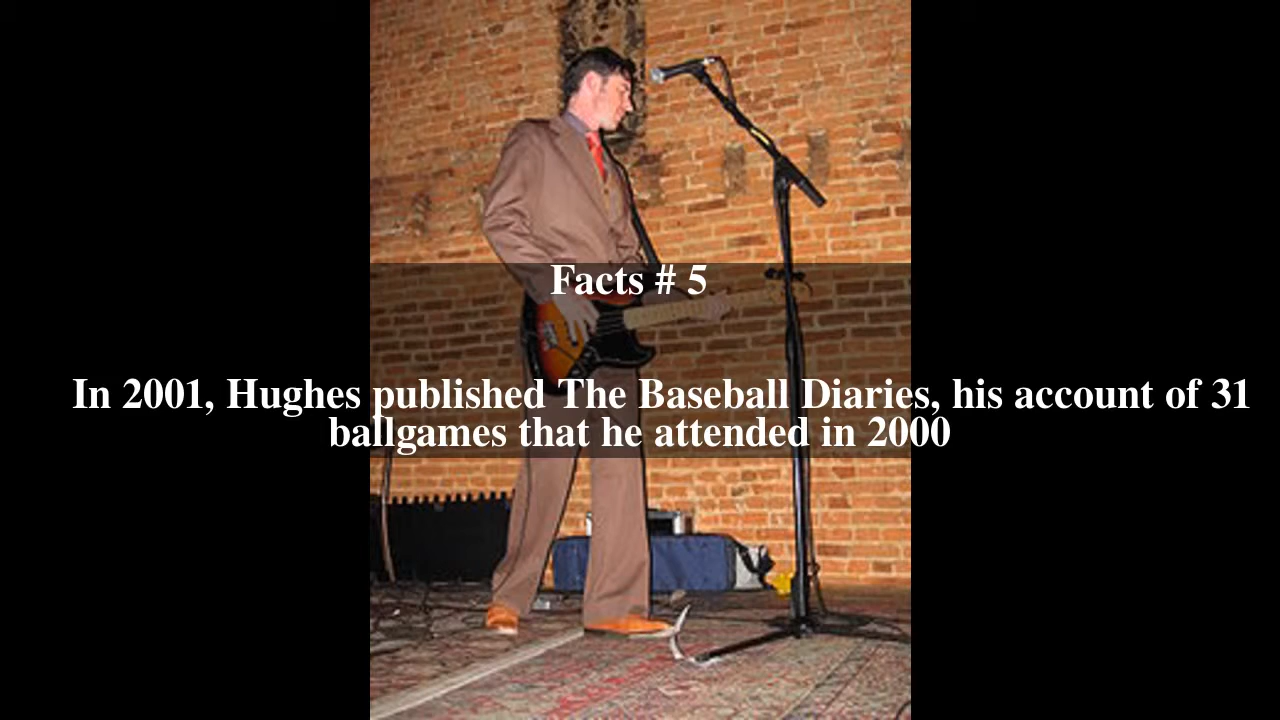 Facts # 5
In 2001, Hughes published The Baseball Diaries, his account of 31
ballgames that he attended in 2000